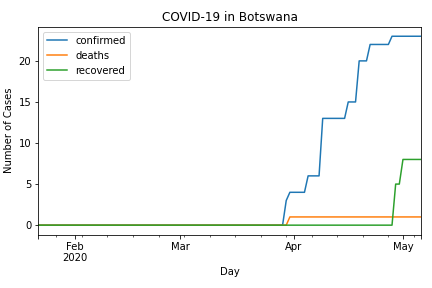 COVID-19 in Botswana
confirmed
deaths
recovered
Number of Cases
20
15
10
5
0
Feb
2020
Mar
Apr
May
Day